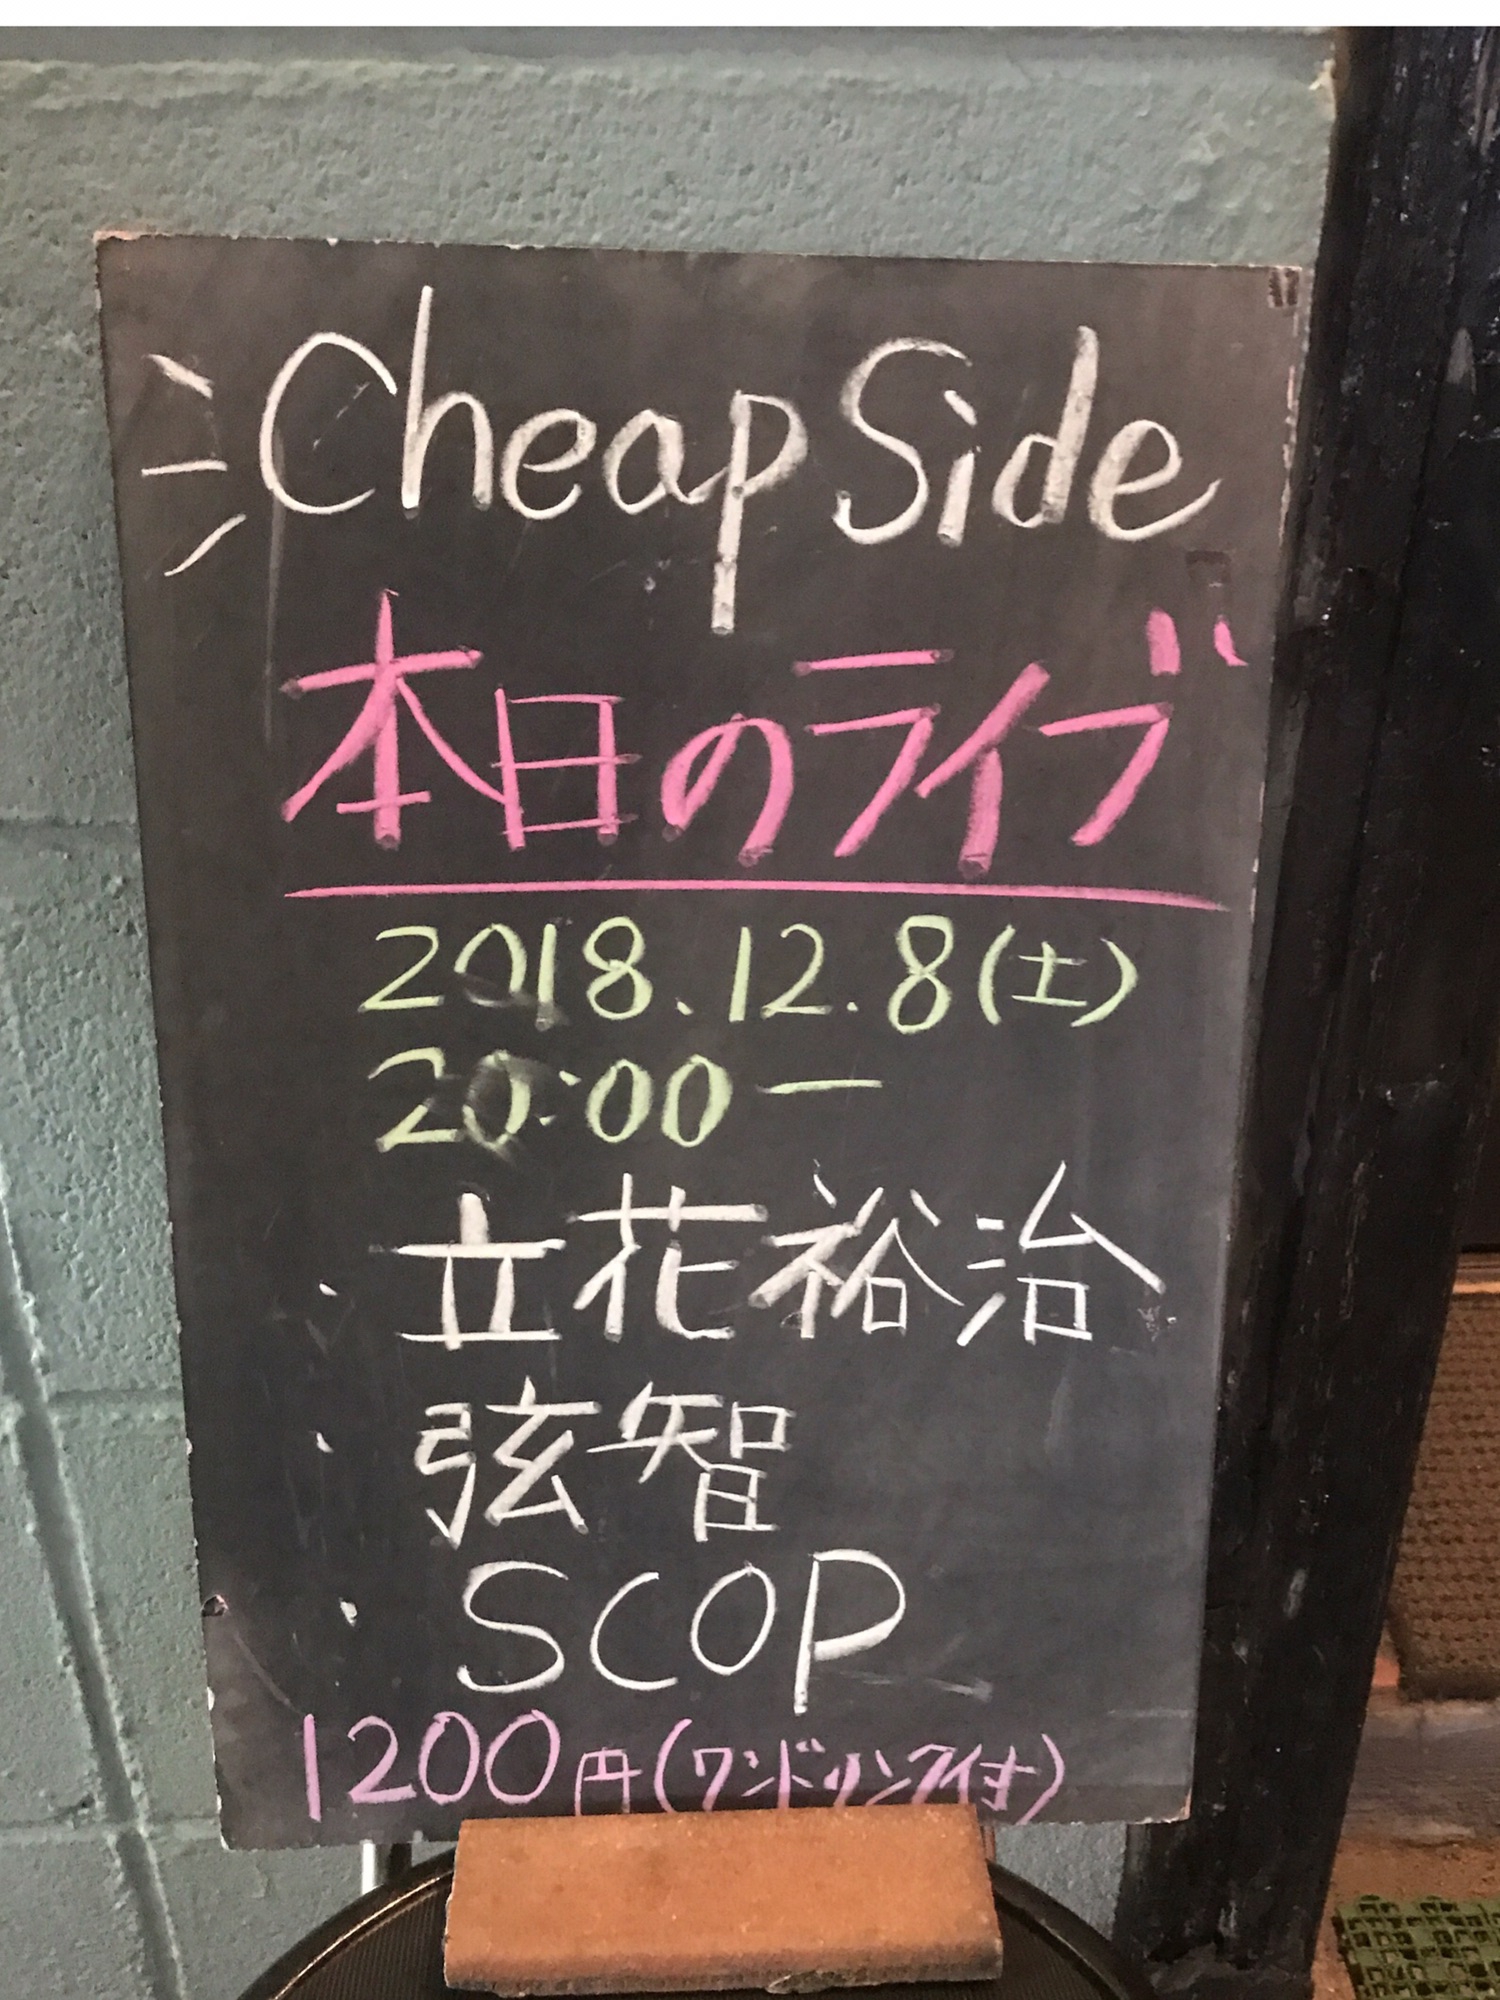 Cheap Side
本日のライブ
2018.12.8(土)
20:00ー
・立花裕治
・弦智
・SCOP
1200円(ワンドリンク付)